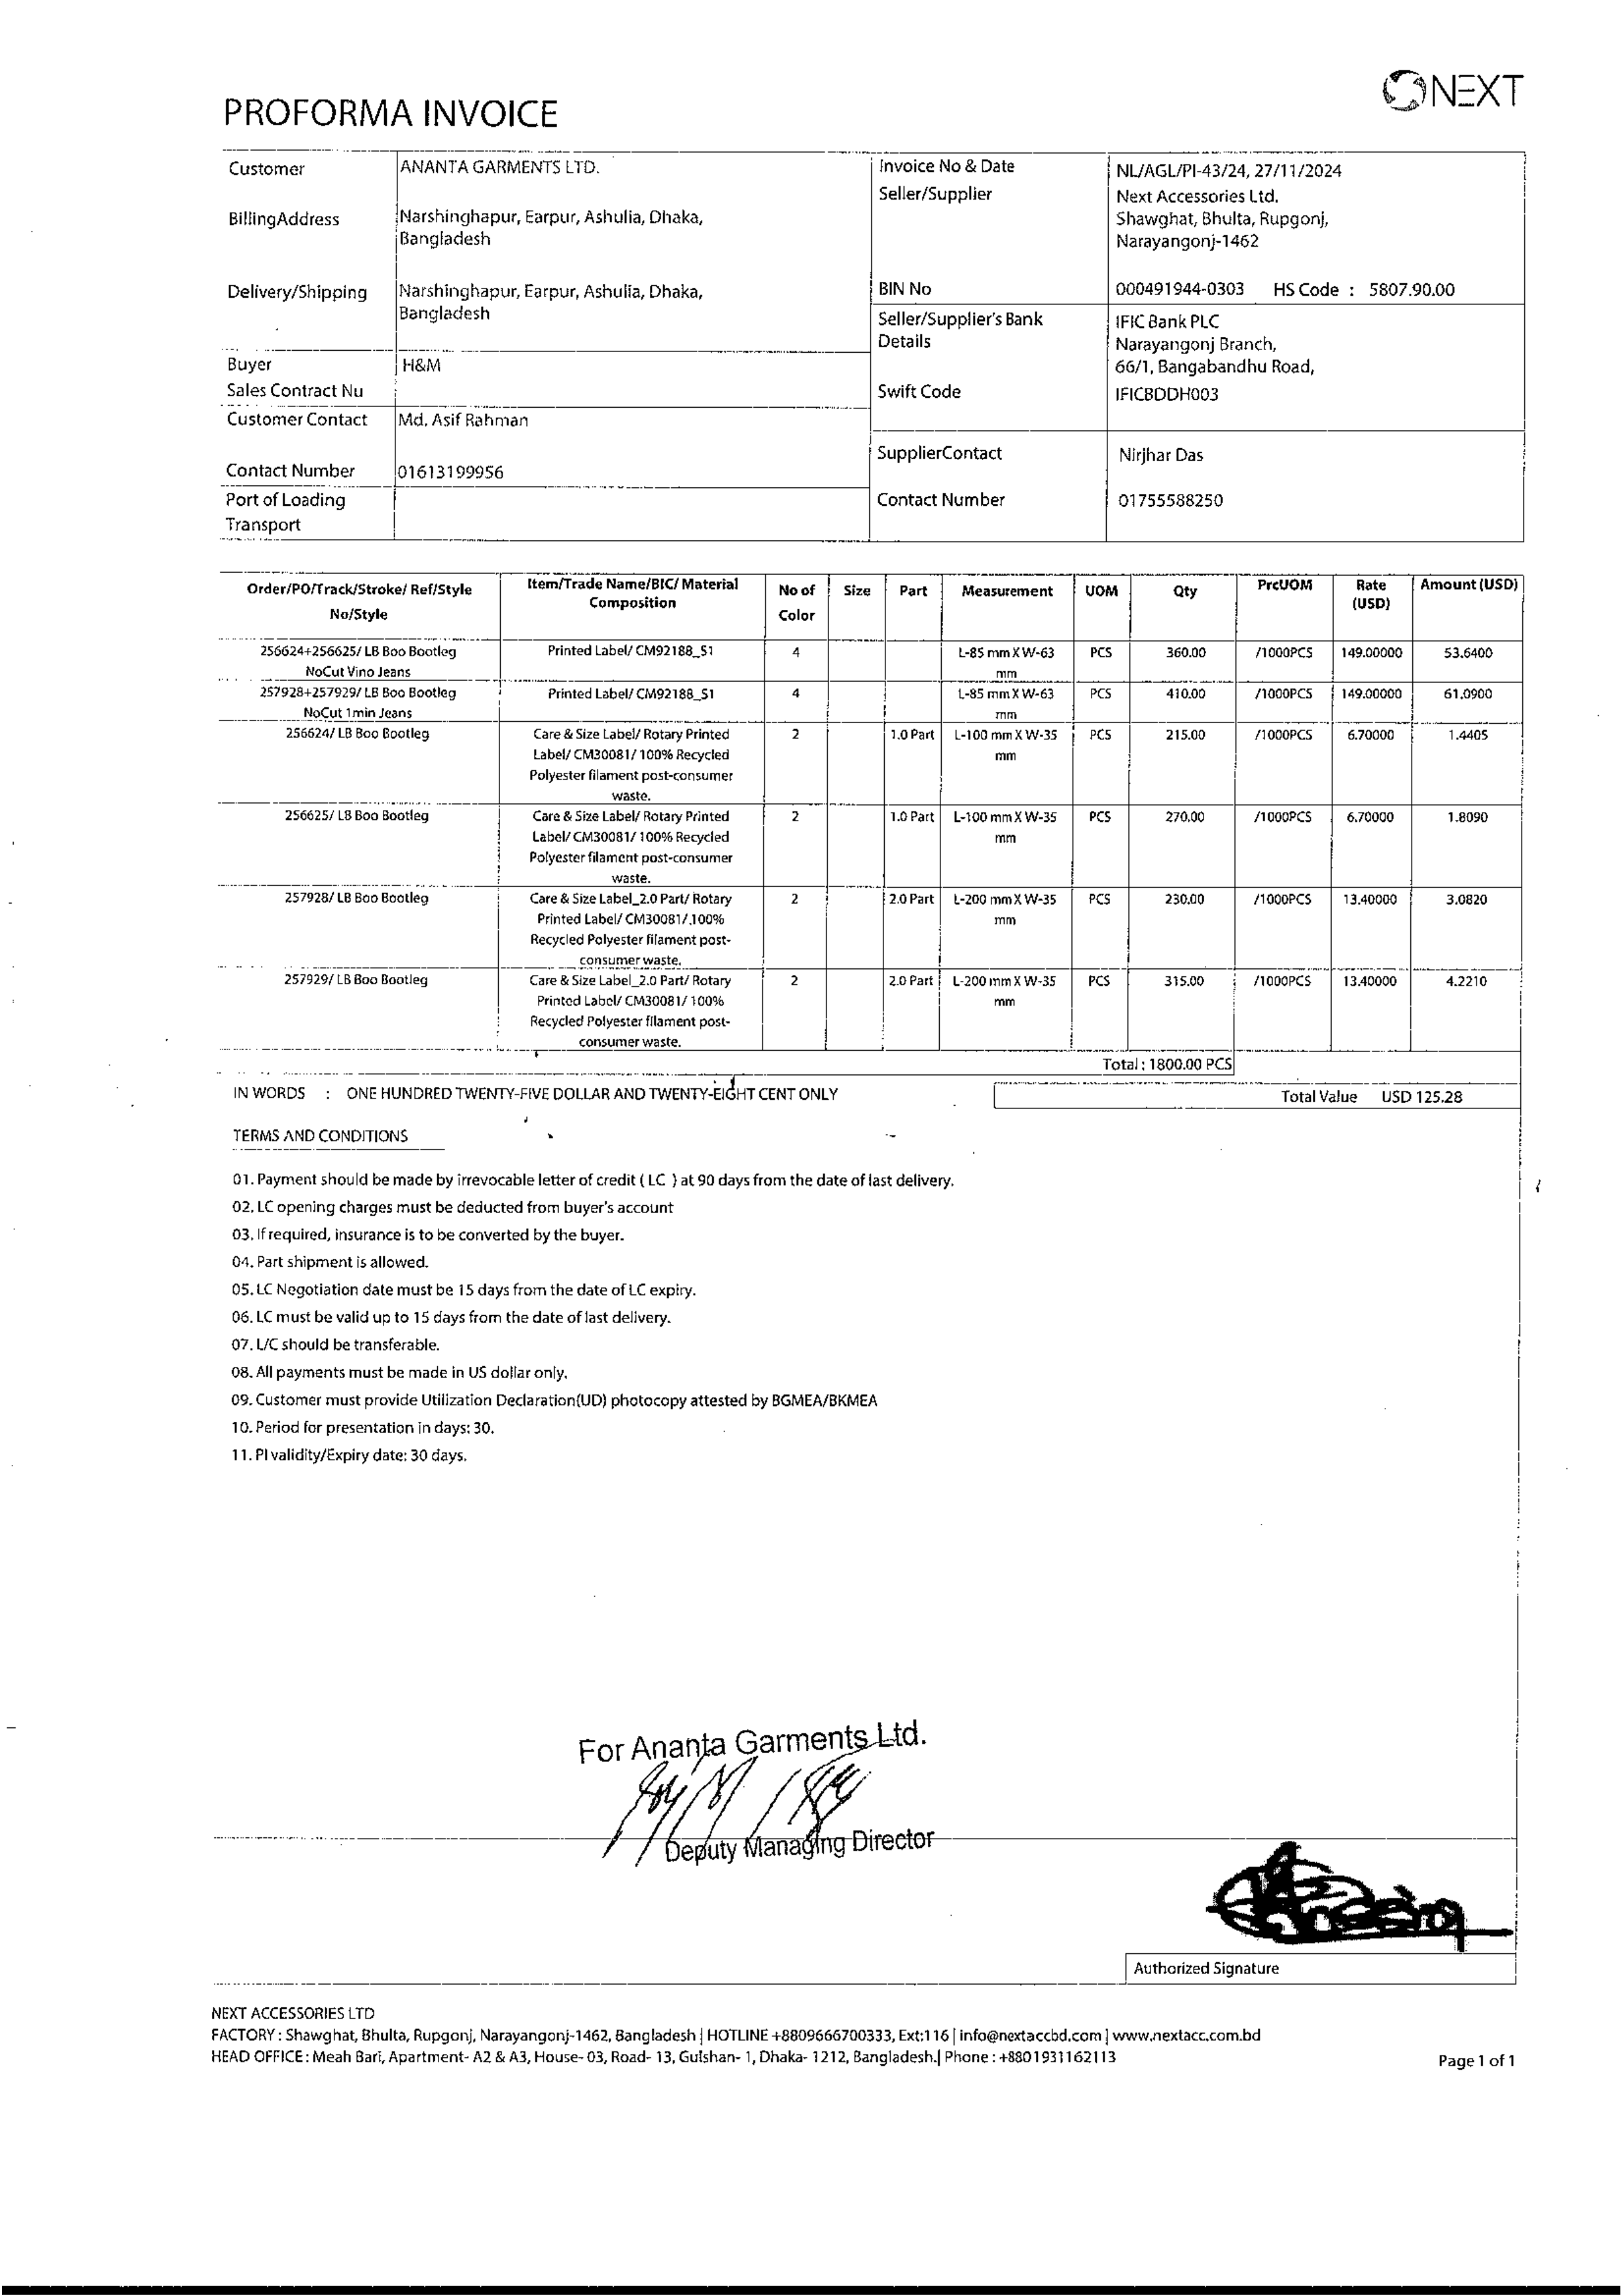 NEXT
PROFORMA INVOICE
Customer ANANTA GARMENTS LTD.
BillingAddress Narshinghapur, Earpur, Ashulia, Dhaka,
Bangladesh
Delivery/Shipping Narshinghapur, Earpur, Ashulia, Dhaka,
Bangladesh
Buyer H&M
Sales Contract Nu
Customer Contact Md. Asif Rahman
Contact Number 01613199956
Port of Loading
Transport
Invoice No & Date NL/AGL/PI-43/24, 27/11/2024
Seller/Supplier Next Accessories Ltd.
Shawghat, Bhulta, Rupgonj,
Narayangonj-1462
BIN No 000491944-0303 HS Code : 5807.90.00
Seller/Supplier's Bank IFIC Bank PLC
Details Narayangonj Branch,
66/1, Bangabandhu Road,
Swift Code IFICBDDH003
SupplierContact Nirjhar Das
Contact Number 01755588250
Order/PO/Track/Stroke/ Ref/Style No/Style Item/Trade Name/BIC/ Material Composition No of Color Size Part Measurement UOM Qty PrcUOM Rate (USD) Amount (USD)
256624+256625/ LB Boo Bootleg Printed Label/ CM92188_S1 4 L-85 mm X W-63 PCS 360.00 /1000PCS 149.00000 53.6400
NoCut Vino Jeans mm
257928+257929/ LB Boo Bootleg Printed Label/ CM92188_S1 4 L-85 mm X W-63 PCS 410.00 /1000PCS 149.00000 61.0900
NoCut 1min Jeans mm
256624/ LB Boo Bootleg Care & Size Label/ Rotary Printed 2 1.0 Part L-100 mm X W-35 PCS 215.00 /1000PCS 6.70000 1.4405
Label/ CM30081/ 100% Recycled mm
Polyester filament post-consumer
waste.
256625/ LB Boo Bootleg Care & Size Label/ Rotary Printed 2 1.0 Part L-100 mm X W-35 PCS 270.00 /1000PCS 6.70000 1.8090
Label/ CM30081/ 100% Recycled mm
Polyester filament post-consumer
waste.
257928/ LB Boo Bootleg Care & Size Label_2.0 Part/ Rotary 2 2.0 Part L-200 mm X W-35 PCS 230.00 /1000PCS 13.40000 3.0820
Printed Label/ CM30081/ 100% mm
Recycled Polyester filament post-
consumer waste.
257929/ LB Boo Bootleg Care & Size Label_2.0 Part/ Rotary 2 2.0 Part L-200 mm X W-35 PCS 315.00 /1000PCS 13.40000 4.2210
Printed Label/ CM30081/ 100% mm
Recycled Polyester filament post-
consumer waste.
Total : 1800.00 PCS
IN WORDS : ONE HUNDRED TWENTY-FIVE DOLLAR AND TWENTY-EIGHT CENT ONLY
Total Value USD 125.28
TERMS AND CONDITIONS
01. Payment should be made by irrevocable letter of credit ( LC ) at 90 days from the date of last delivery.
02. LC opening charges must be deducted from buyer's account
03. If required, insurance is to be converted by the buyer.
04. Part shipment is allowed.
05. LC Negotiation date must be 15 days from the date of LC expiry.
06. LC must be valid up to 15 days from the date of last delivery.
07. L/C should be transferable.
08. All payments must be made in US dollar only.
09. Customer must provide Utilization Declaration(UD) photocopy attested by BGMEA/BKMEA
10. Period for presentation in days: 30.
11. PI validity/Expiry date: 30 days.
For Ananta Garments Ltd.
Deputy Managing Director
Authorized Signature
NEXT ACCESSORIES LTD
FACTORY : Shawghat, Bhulta, Rupgonj, Narayangonj-1462, Bangladesh | HOTLINE +8809666700333, Ext:116 | info@nextaccbd.com | www.nextacc.com.bd
HEAD OFFICE : Meah Bari, Apartment- A2 & A3, House- 03, Road- 13, Gulshan- 1, Dhaka- 1212, Bangladesh.| Phone : +8801931162113
Page 1 of 1